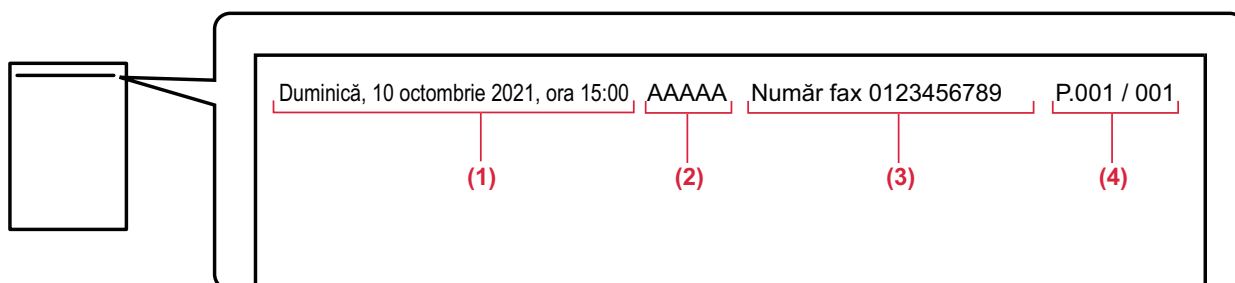 Duminică, 10 octombrie 2021, ora 15:00 AAAAA Număr fax 0123456789 P.001 / 001
(1) (2) (3) (4)